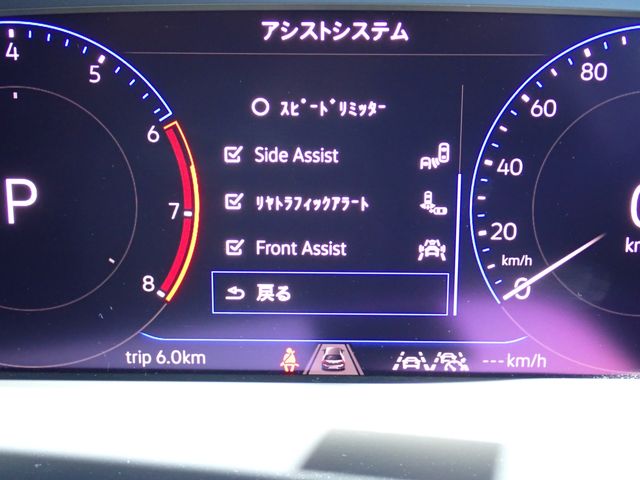 アシストシステム
4
5
6
7
8
P
ｽﾋﾟｰﾄﾞﾘﾐｯﾀｰ
Side Assist
ﾘﾔﾄﾗﾌｨｯｸｱﾗｰﾄ
Front Assist
戻る
80
60
40
20
km/h
0
trip 6.0km
---km/h